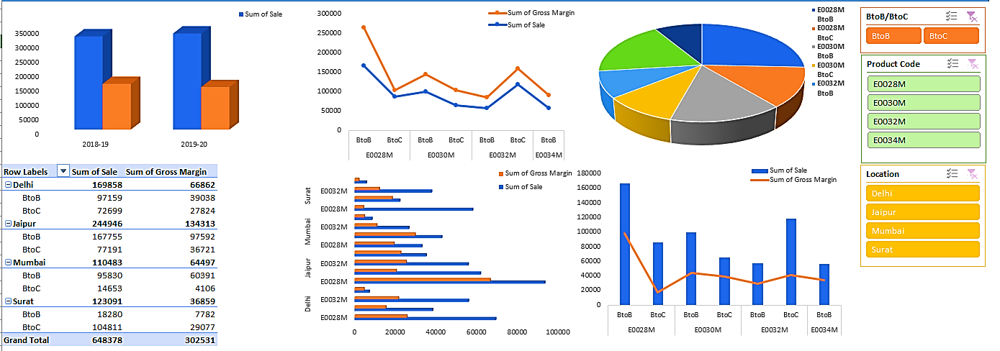 Sum of Sale
350000
300000
250000
200000
150000
100000
50000
0
2018-19
2019-20
300000
250000
200000
150000
100000
50000
0
Sum of Gross Margin
Sum of Sale
BtoB BtoC BtoB BtoC BtoB BtoC BtoB
E0028M E0030M E0032M E0034M
E0028M
BtoB
E0028M
BtoC
E0030M
BtoB
E0030M
BtoC
E0032M
BtoB
BtoB/BtoC
BtoB BtoC
Product Code
E0028M
E0030M
E0032M
E0034M
Location
Delhi
Jaipur
Mumbai
Surat
Row Labels Sum of Sale Sum of Gross Margin
Delhi 169858 66862
BtoB 97159 39038
BtoC 72699 27824
Jaipur 244946 134313
BtoB 167755 97592
BtoC 77191 36721
Mumbai 110483 64497
BtoB 95830 60391
BtoC 14653 4106
Surat 123091 36859
BtoB 18280 7782
BtoC 104811 29077
Grand Total 648378 302531
Sum of Gross Margin
Sum of Sale
Surat
E0032M
E0028M
Mumbai
E0032M
E0028M
Jaipur
E0032M
E0028M
Delhi
E0032M
E0028M
0 20000 40000 60000 80000 100000
180000
160000
140000
120000
100000
80000
60000
40000
20000
0
Sum of Sale
Sum of Gross Margin
BtoB BtoC BtoB BtoC BtoB BtoC BtoB
E0028M E0030M E0032M E0034M